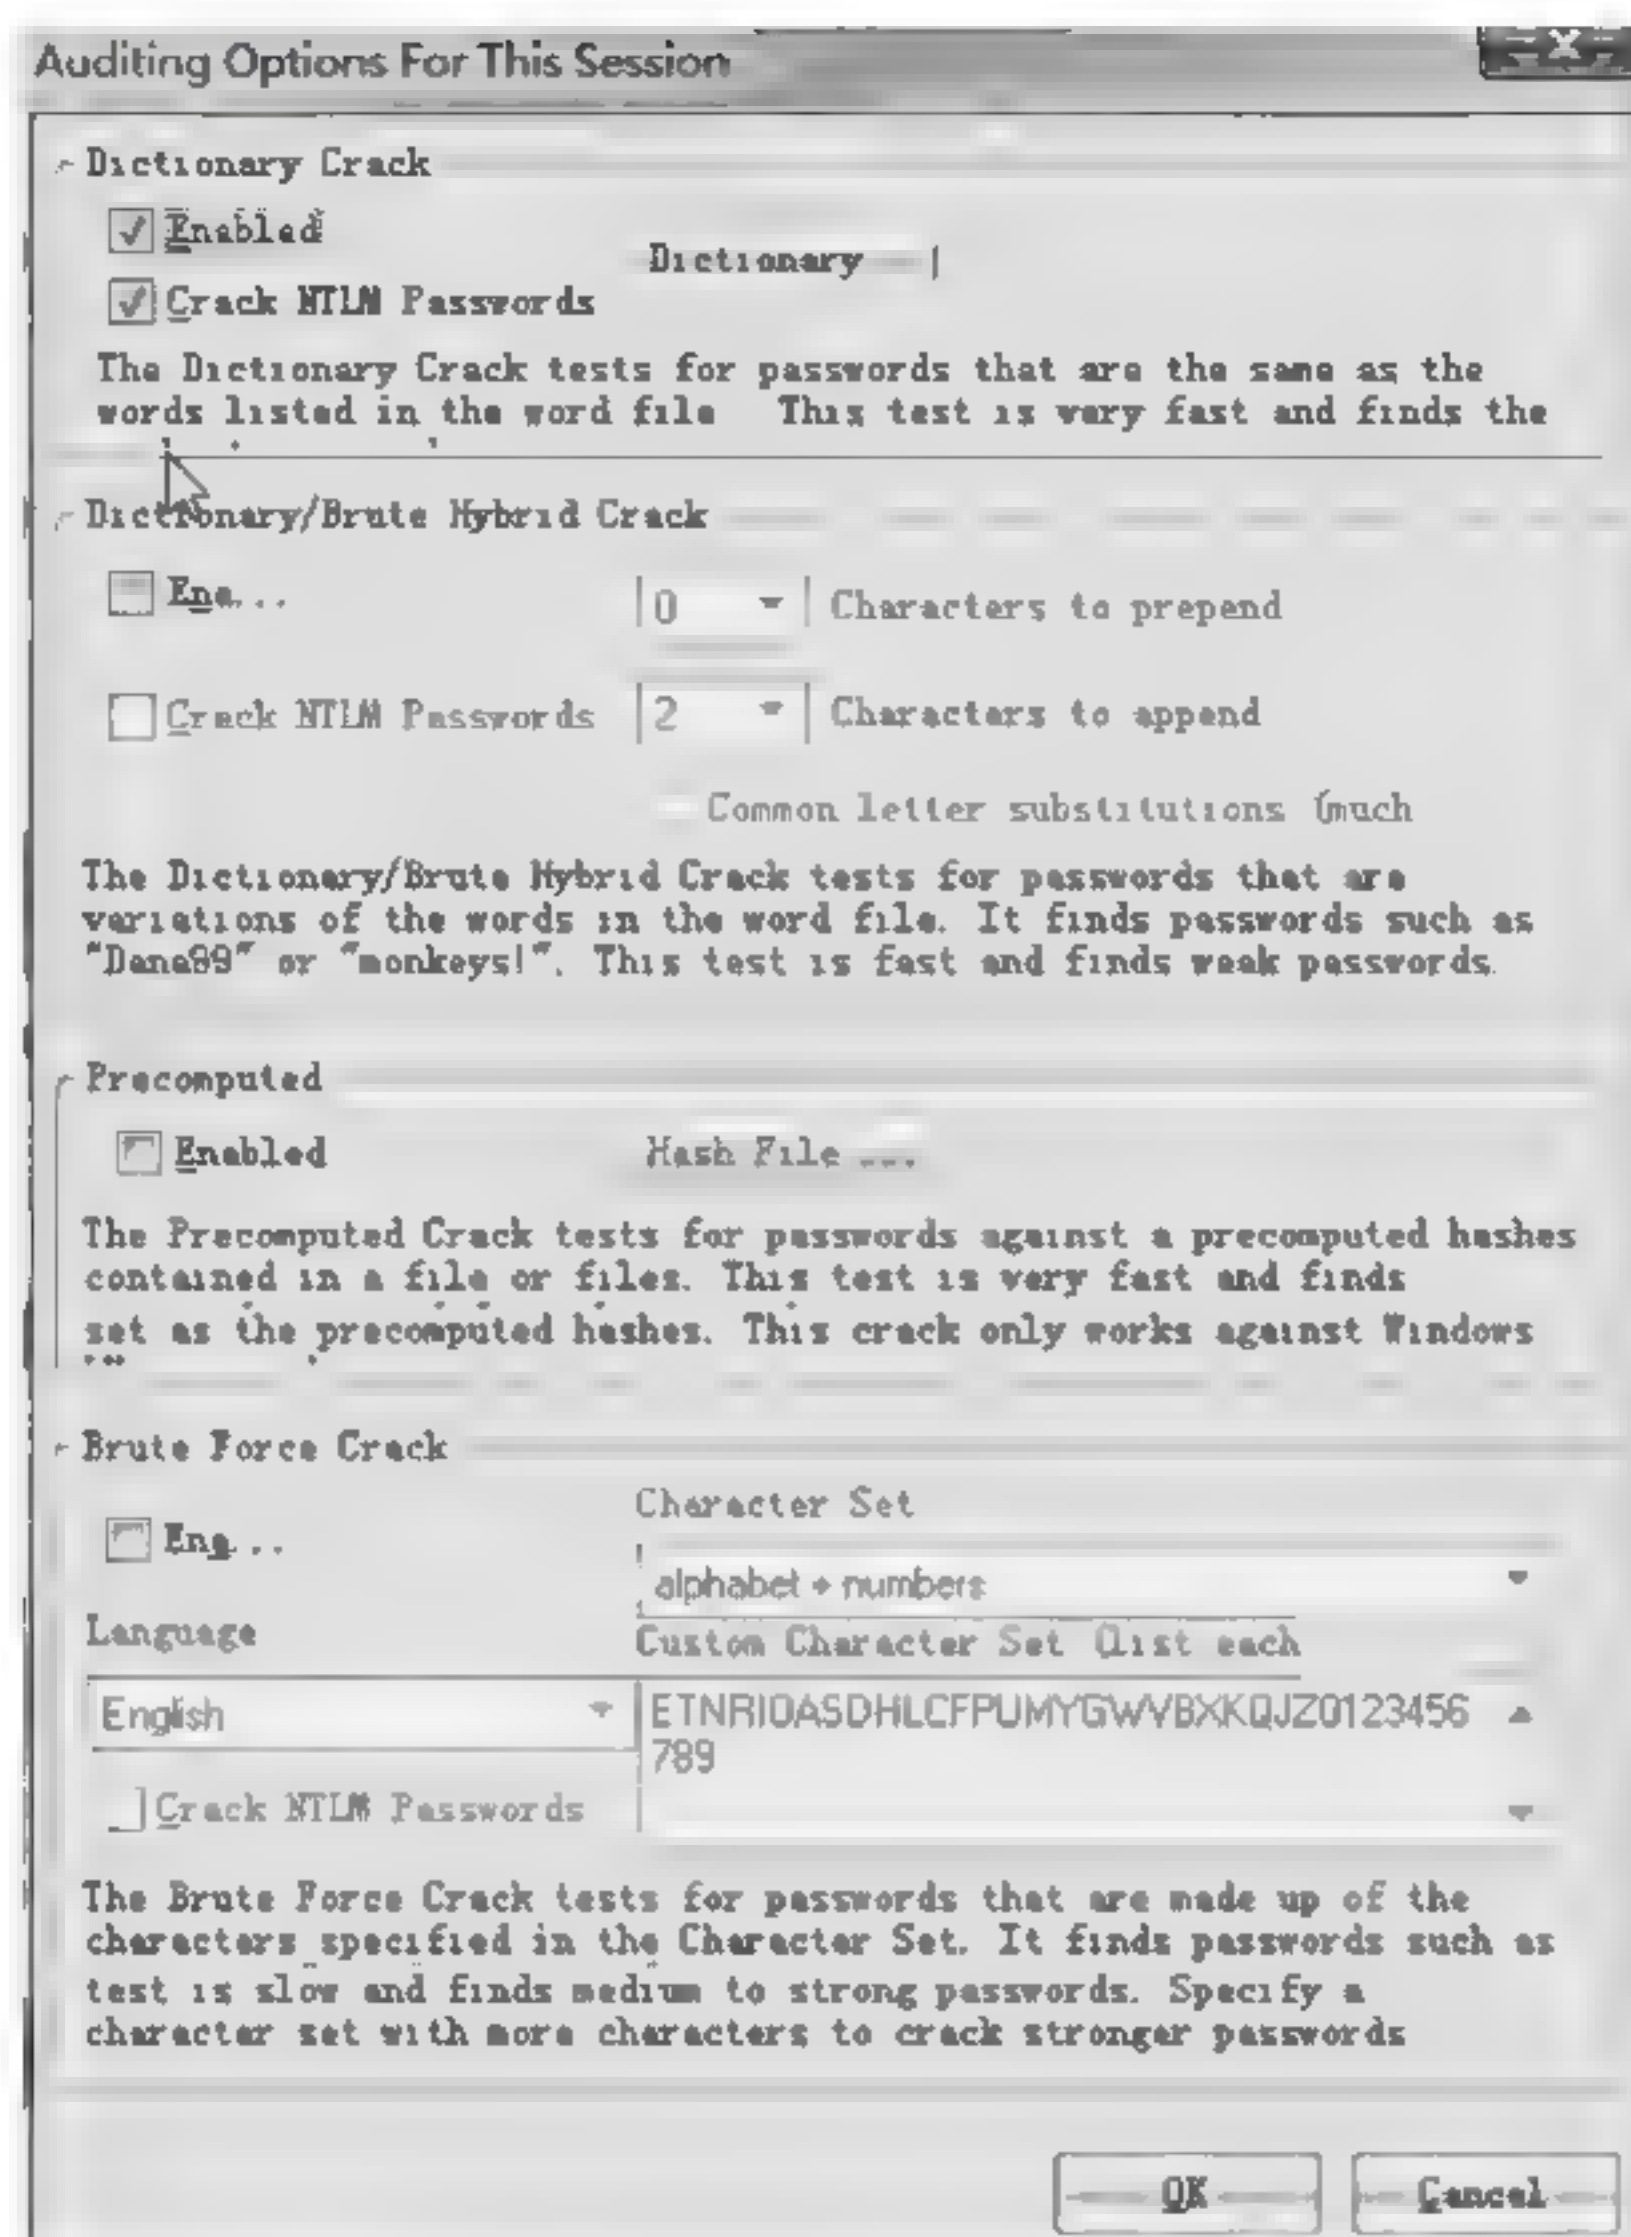 Auditing Options For This Session
Dictionary Crack
Enabled
Dictionary
Crack NTLM Passwords
The Dictionary Crack tests for passwords that are the same as the
words listed in the word file This test is very fast and finds the
Dictionary/Brute Hybrid Crack
Ena...
0 Characters to prepend
Crack NTLM Passwords 2 Characters to append
Common letter substitutions (much
The Dictionary/Brute Hybrid Crack tests for passwords that are
variations of the words in the word file. It finds passwords such as
"Dana99" or "monkeys!". This test is fast and finds weak passwords.
Precomputed
Enabled Hash File ...
The Precomputed Crack tests for passwords against a precomputed hashes
contained in a file or files. This test is very fast and finds
set as the precomputed hashes. This crack only works against Windows
Brute Force Crack
Character Set
Ena...
alphabet + numbers
Language
Custom Character Set (list each
English
ETNRIOASDHLCFPUMYGWVBXKQJZ0123456
789
Crack NTLM Passwords
The Brute Force Crack tests for passwords that are made up of the
characters specified in the Character Set. It finds passwords such as
test is slow and finds medium to strong passwords. Specify a
character set with more characters to crack stronger passwords
OK Cancel